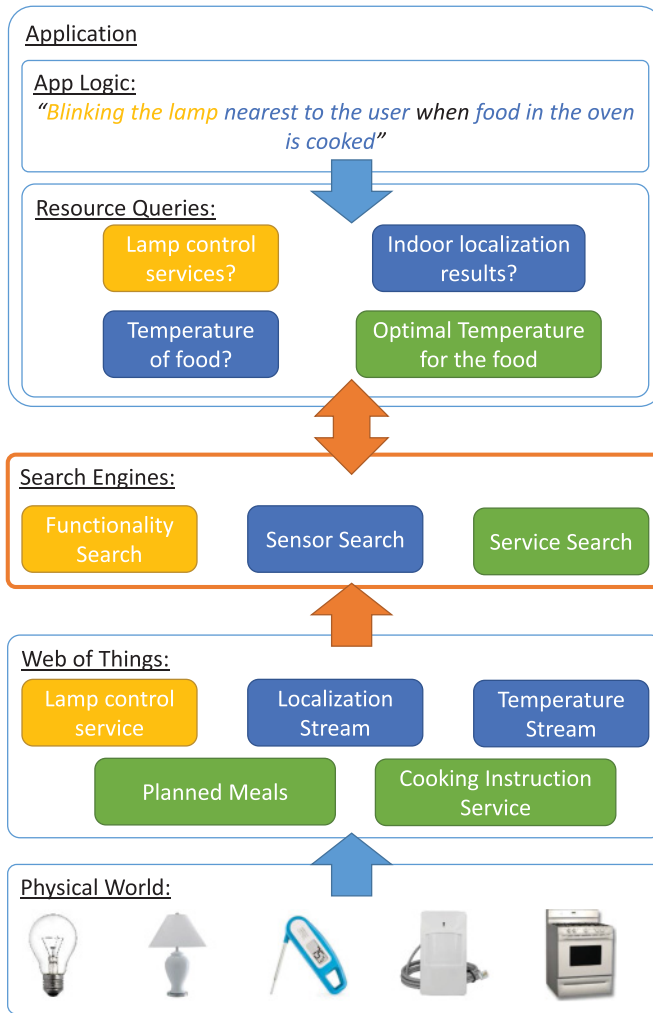 Application
App Logic:
“Blinking the lamp nearest to the user when food in the oven
is cooked”
Resource Queries:
Lamp control
services?
Indoor localization
results?
Temperature
of food?
Optimal Temperature
for the food
Search Engines:
Functionality
Search
Sensor Search
Service Search
Web of Things:
Lamp control
service
Localization
Stream
Temperature
Stream
Planned Meals
Cooking Instruction
Service
Physical World: